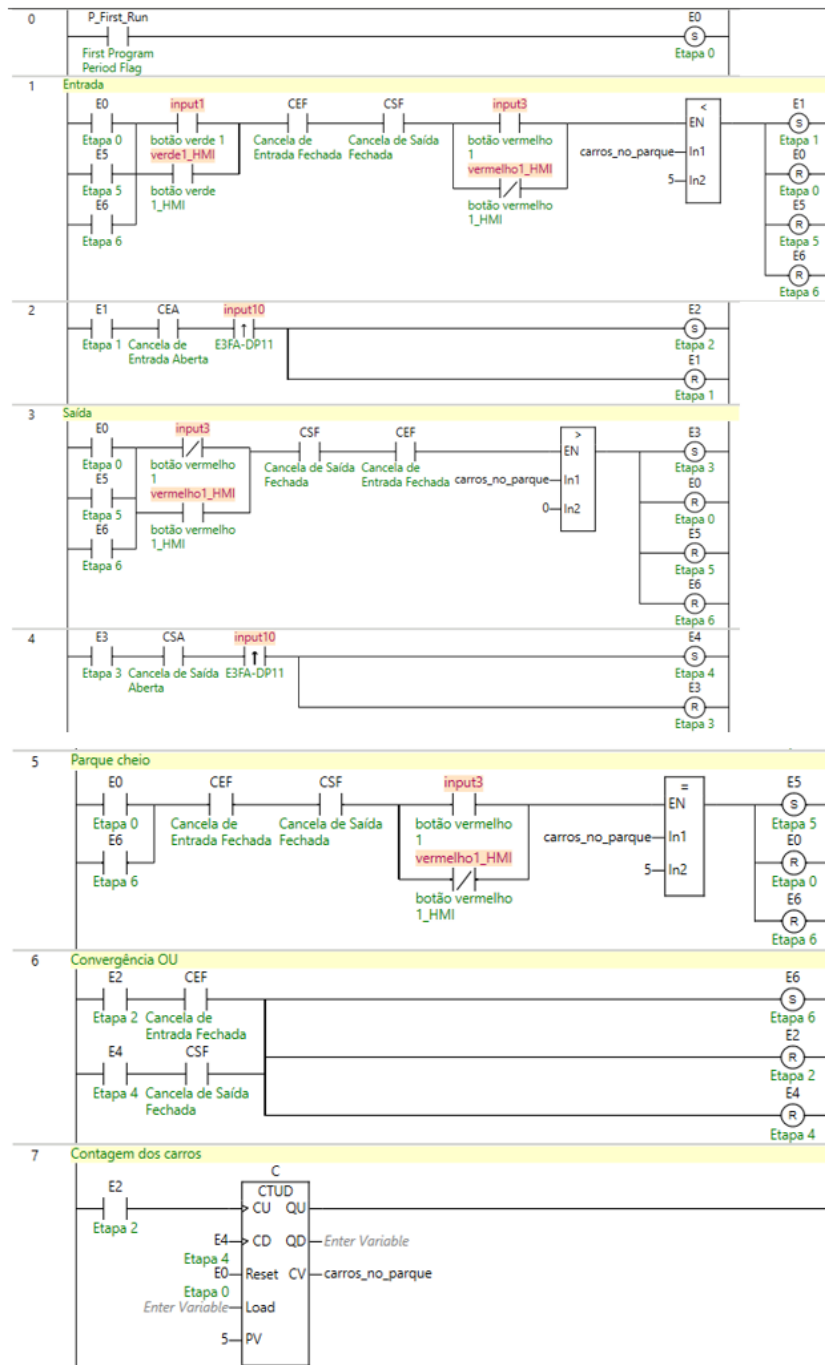 0
P_First_Run
E0
S
First Program
Period Flag
Etapa 0
1
Entrada
E0
input1
CEF
CSF
input3
<
E1
EN
S
Etapa 0
botão verde 1
Cancela de
Entrada Fechada
Cancela de Saída
Fechada
botão vermelho
1
Etapa 1
E5
verde1_HMI
vermelho1_HMI
carros_no_parque
In1
E0
R
Etapa 5
botão verde
1_HMI
botão vermelho
1_HMI
5
In2
Etapa 0
E6
E5
R
Etapa 6
Etapa 5
E6
R
Etapa 6
2
E1
CEA
input10
E2
↑
S
Etapa 1
Cancela de
Entrada Aberta
E3FA-DP11
Etapa 2
E1
R
Etapa 1
3
Saída
E0
input3
CSF
CEF
>
E3
EN
S
Etapa 0
botão vermelho
1
Cancela de Saída
Fechada
Cancela de
Entrada Fechada
Etapa 3
E5
vermelho1_HMI
carros_no_parque
In1
E0
R
Etapa 5
botão vermelho
1_HMI
0
In2
Etapa 0
E6
E5
R
Etapa 6
Etapa 5
E6
R
Etapa 6
4
E3
CSA
input10
E4
↑
S
Etapa 3
Cancela de Saída
Aberta
E3FA-DP11
Etapa 4
E3
R
Etapa 3
5
Parque cheio
E0
CEF
CSF
input3
=
E5
EN
S
Etapa 0
Cancela de
Entrada Fechada
Cancela de Saída
Fechada
botão vermelho
1
Etapa 5
E6
vermelho1_HMI
carros_no_parque
In1
E0
R
Etapa 6
botão vermelho
1_HMI
5
In2
Etapa 0
E6
R
Etapa 6
6
Convergência OU
E2
CEF
E6
S
Etapa 2
Cancela de
Entrada Fechada
Etapa 6
E2
R
Etapa 2
E4
CSF
E4
R
Etapa 4
Cancela de Saída
Fechada
Etapa 4
7
Contagem dos carros
C
E2
CTUD
CU QU
Etapa 2
E4
CD QD
Enter Variable
Etapa 4
E0
Reset CV
carros_no_parque
Etapa 0
Enter Variable
Load
5
PV